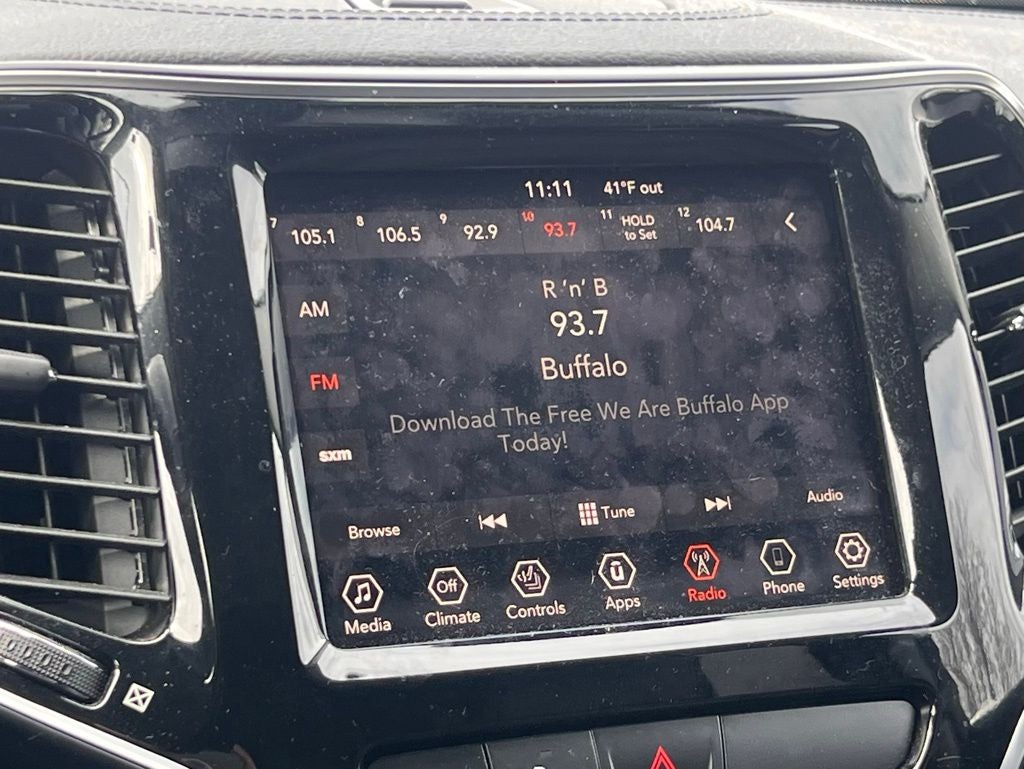 11:11 41°F out
7 105.1 8 106.5 9 92.9 10 93.7 11 HOLD to Set 12 104.7
R 'n' B
AM
93.7
Buffalo
FM
Download The Free We Are Buffalo App
Today!
sxm
Browse Tune Audio
Off
Media Climate Controls Apps Radio Phone Settings